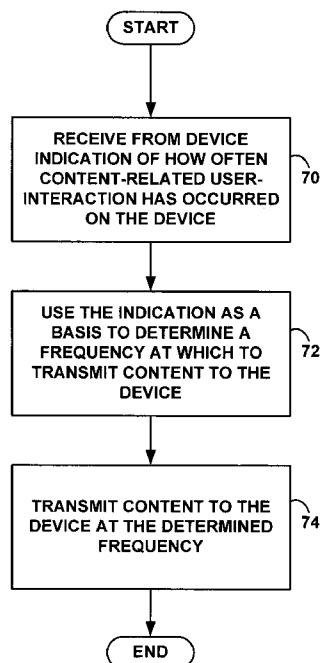 START
RECEIVE FROM DEVICE
INDICATION OF HOW OFTEN
CONTENT-RELATED USER-
INTERACTION HAS OCCURRED
ON THE DEVICE
70
USE THE INDICATION AS A
BASIS TO DETERMINE A
FREQUENCY AT WHICH TO
TRANSMIT CONTENT TO THE
DEVICE
72
TRANSMIT CONTENT TO THE
DEVICE AT THE DETERMINED
FREQUENCY
74
END